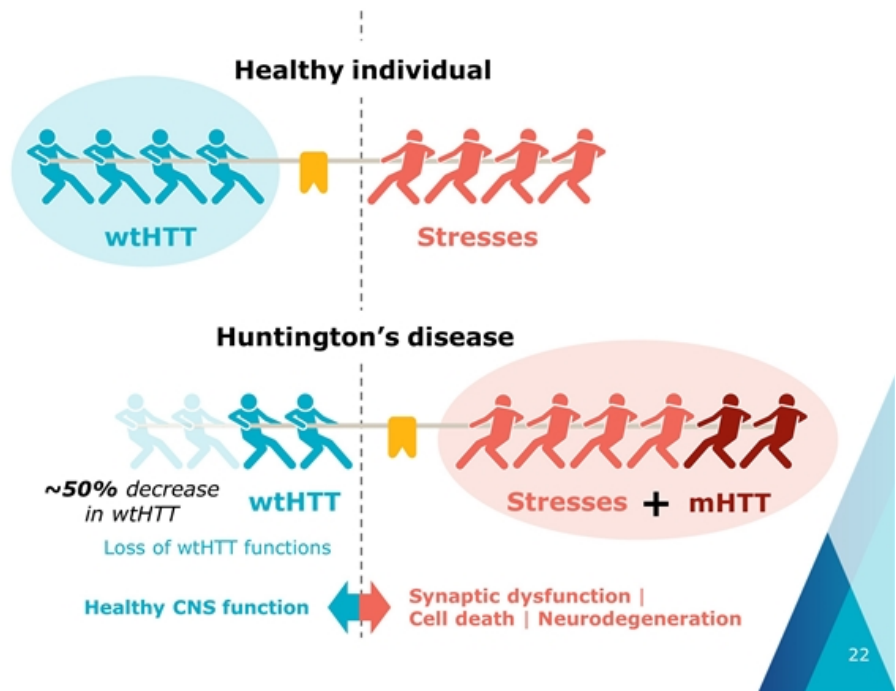 Healthy individual
wtHTT
Stresses
Huntington's disease
~50% decrease
in wtHTT
wtHTT
Stresses + mHTT
Loss of wtHTT functions
Healthy CNS function
Synaptic dysfunction |
Cell death | Neurodegeneration
22